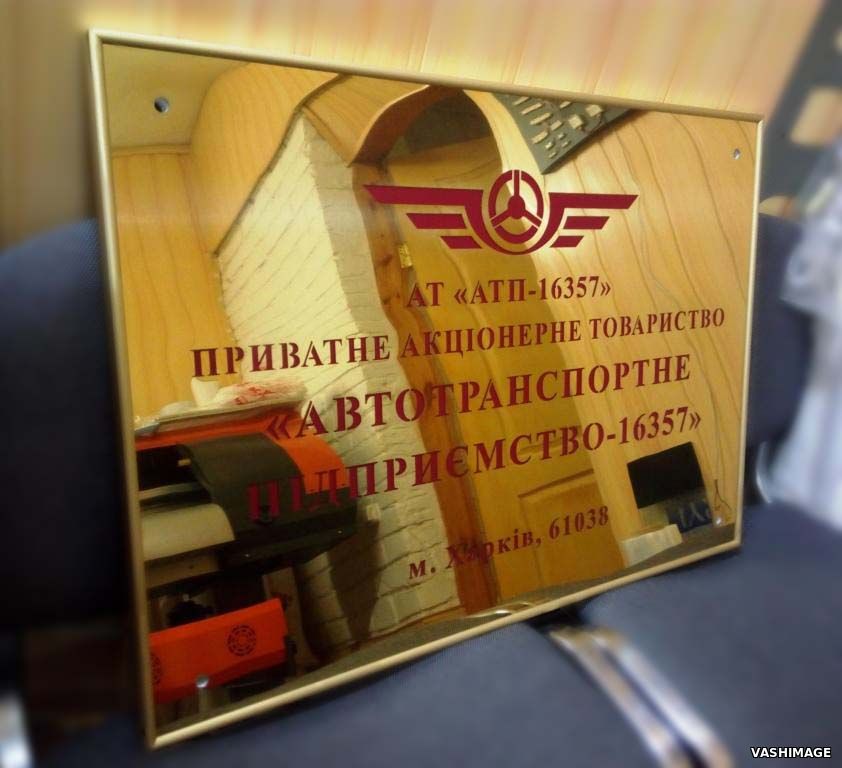 АТ «АТП-16357»
ПРИВАТНЕ АКЦІОНЕРНЕ ТОВАРИСТВО
«АВТОТРАНСПОРТНЕ
ПІДПРИЄМСТВО-16357»
м. Харків, 61038
VASHIMAGE